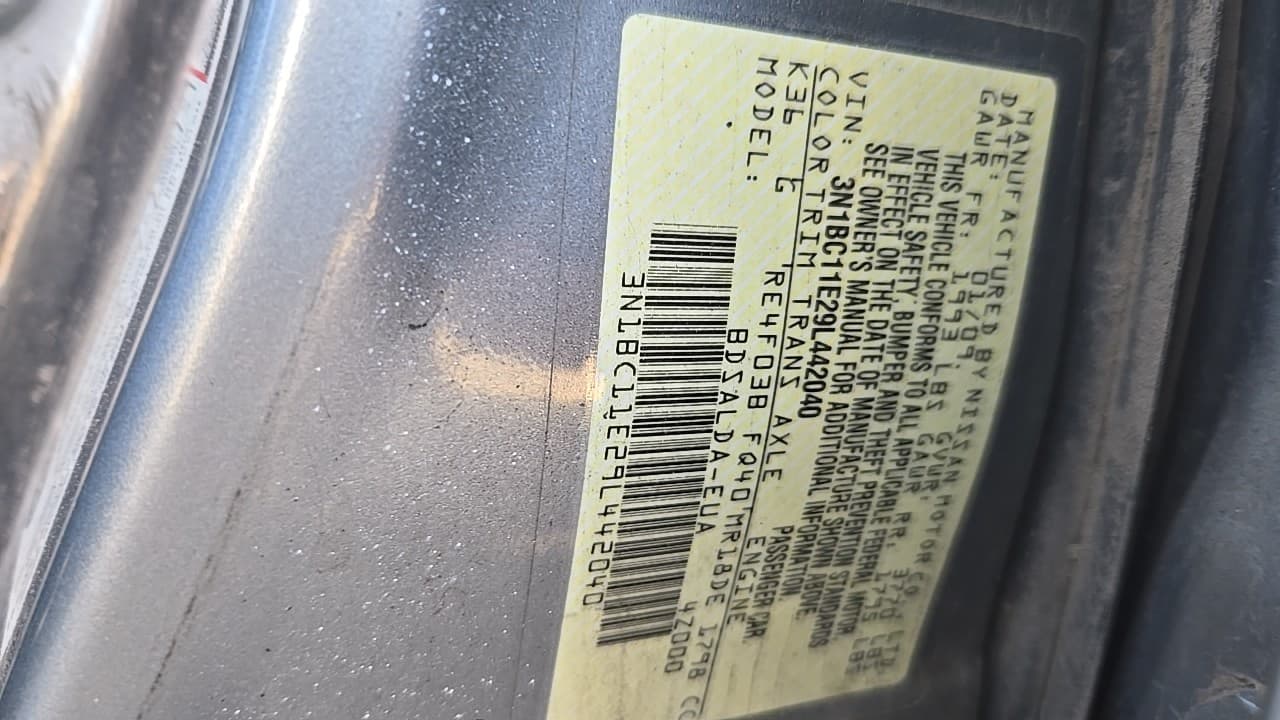 MANUFACTURED BY NISSAN MOTOR CO., LTD.
DATE: 01/09. GVWR: 3720 LBS
GAWR FR: 1993 LBS GAWR RR: 1795 LBS
THIS VEHICLE CONFORMS TO ALL APPLICABLE FEDERAL MOTOR
VEHICLE SAFETY, BUMPER AND THEFT PREVENTION STANDARDS
IN EFFECT ON THE DATE OF MANUFACTURE SHOWN ABOVE.
SEE OWNER'S MANUAL FOR ADDITIONAL INFORMATION.
VIN: 3N1BC11E29L442040 PASSENGER CAR
COLOR TRIM TRANS AXLE ENGINE
K36 G RE4F03B FQ40 MR18DE 1798 CC
MODEL: BDSALDA-EUA 4Z000
3N1BC11E29L442040